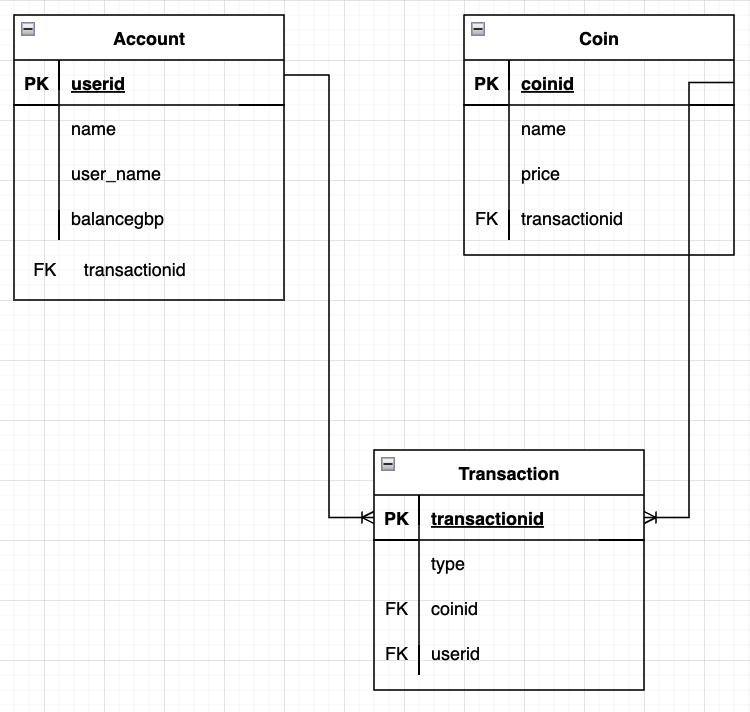 Account
PK userid
name
user_name
balancegbp
FK transactionid
Coin
PK coinid
name
price
FK transactionid
Transaction
PK transactionid
type
FK coinid
FK userid